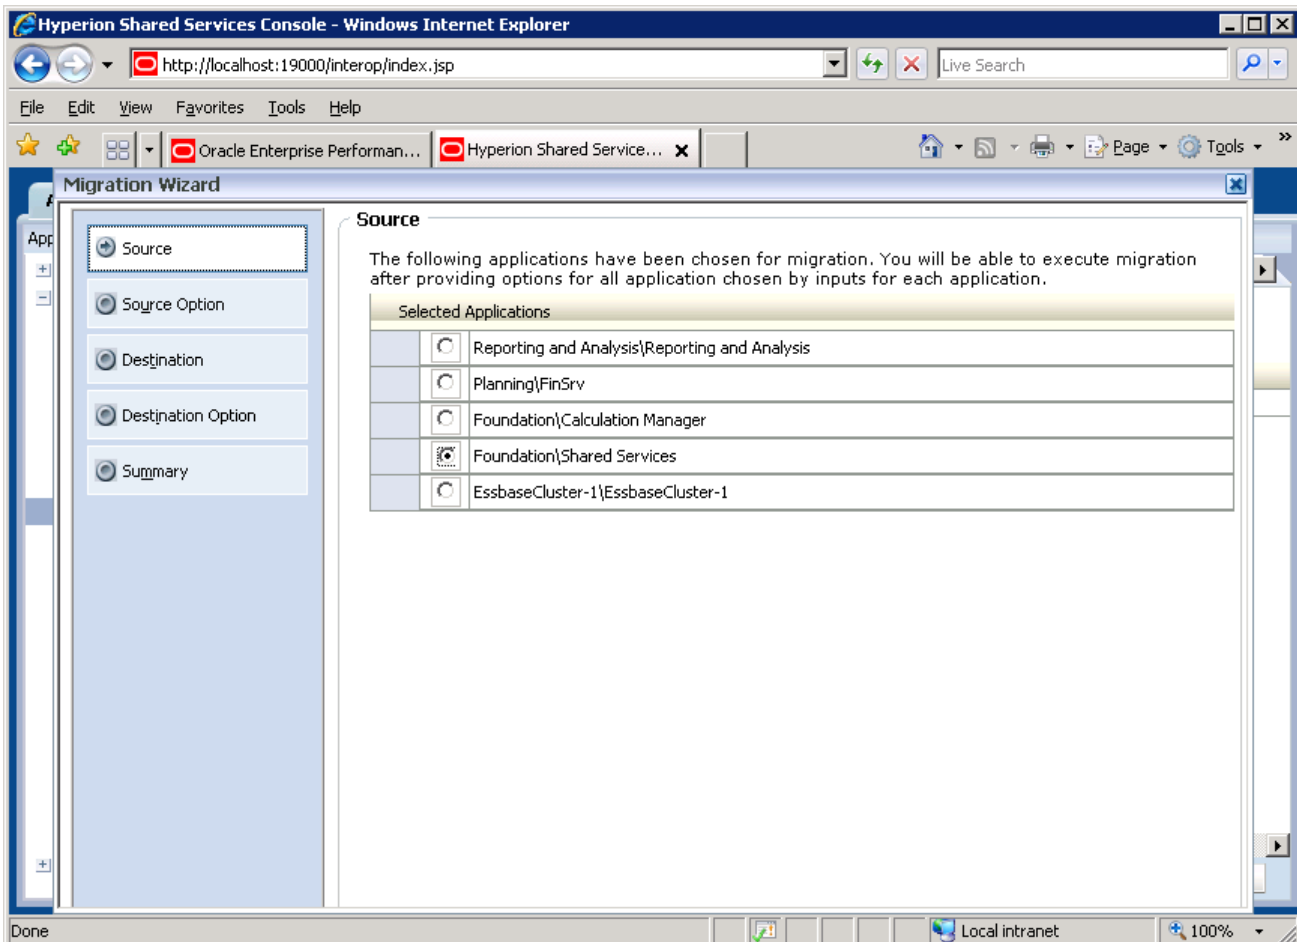 Hyperion Shared Services Console - Windows Internet Explorer
http://localhost:19000/interop/index.jsp
Live Search
File Edit View Favorites Tools Help
Oracle Enterprise Performan... Hyperion Shared Service... Page Tools »
Migration Wizard
App
Source
Source Option
Destination
Destination Option
Summary
Source
The following applications have been chosen for migration. You will be able to execute migration
after providing options for all application chosen by inputs for each application.
Selected Applications
Reporting and Analysis\Reporting and Analysis
Planning\FinSrv
Foundation\Calculation Manager
Foundation\Shared Services
EssbaseCluster-1\EssbaseCluster-1
Done Local intranet 100%